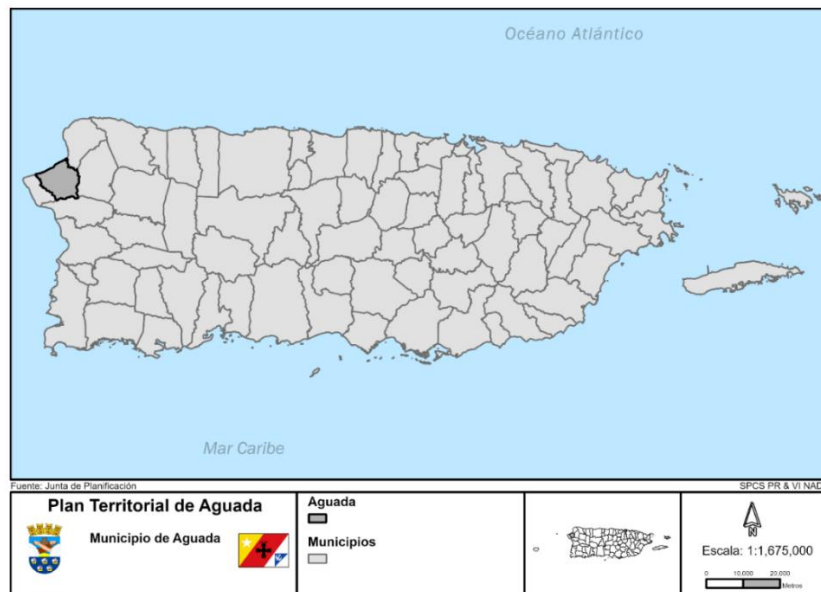 Océano Atlántico
Mar Caribe
Fuente: Junta de Planificación
SPCS PR & VI NAD
Plan Territorial de Aguada
Municipio de Aguada
Aguada
Municipios
N
Escala: 1:1,675,000
0 10,000 20,000
Metros